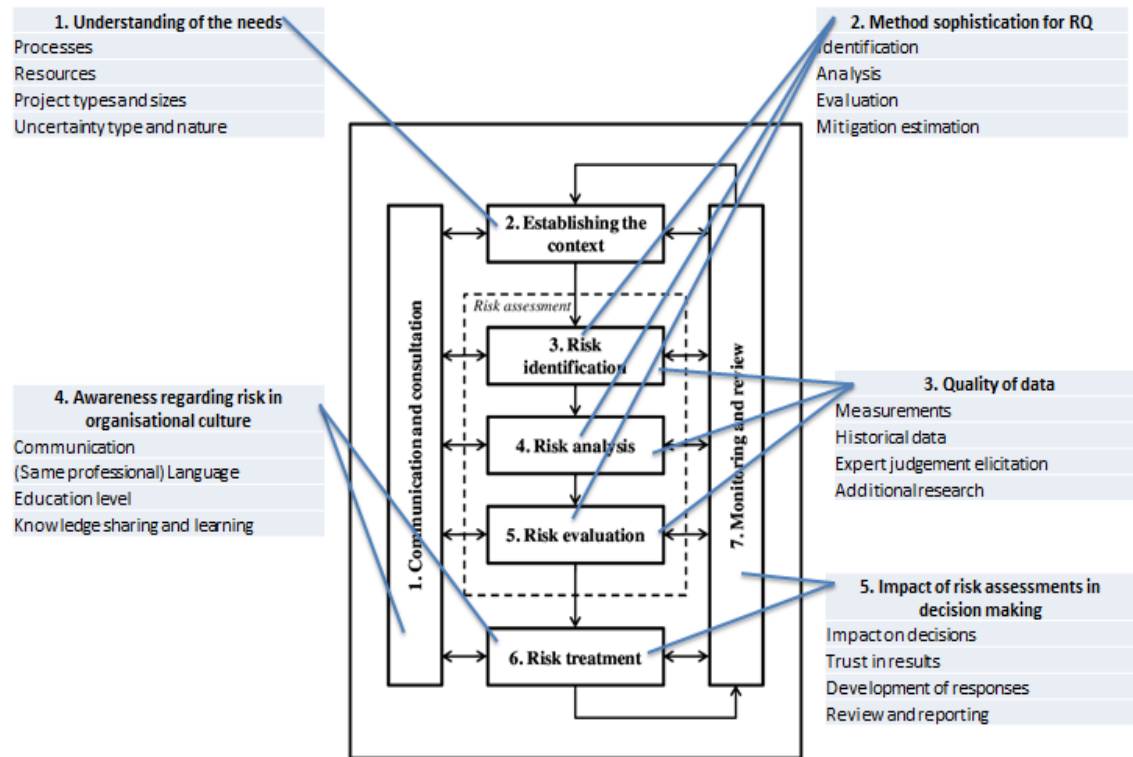 1. Understanding of the needs
Processes
Resources
Project types and sizes
Uncertainty type and nature
2. Method sophistication for RQ
Identification
Analysis
Evaluation
Mitigation estimation
2. Establishing the
context
Risk assessment
3. Risk
identification
4. Risk analysis
5. Risk evaluation
6. Risk treatment
1. Communication and consultation
7. Monitoring and review
4. Awareness regarding risk in
organisational culture
Communication
(Same professional) Language
Education level
Knowledge sharing and learning
3. Quality of data
Measurements
Historical data
Expert judgement elicitation
Additional research
5. Impact of risk assessments in
decision making
Impact on decisions
Trust in results
Development of responses
Review and reporting